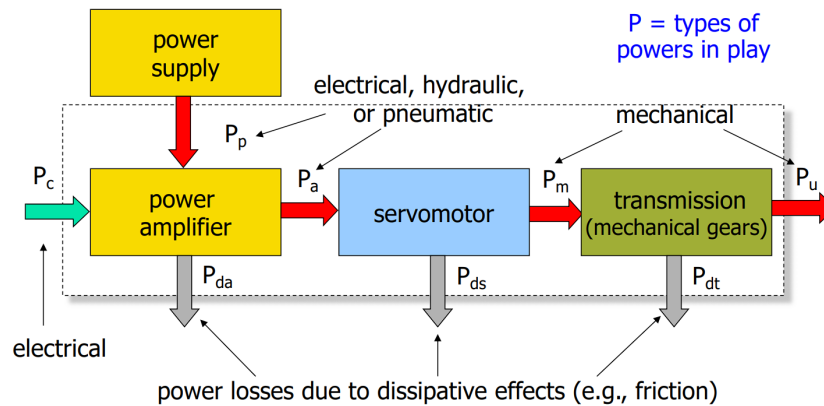 power
supply
P = types of
powers in play
electrical, hydraulic,
or pneumatic
mechanical
Pp
Pc
Pa
Pm
Pu
power
amplifier
servomotor
transmission
(mechanical gears)
Pda
Pds
Pdt
electrical
power losses due to dissipative effects (e.g., friction)